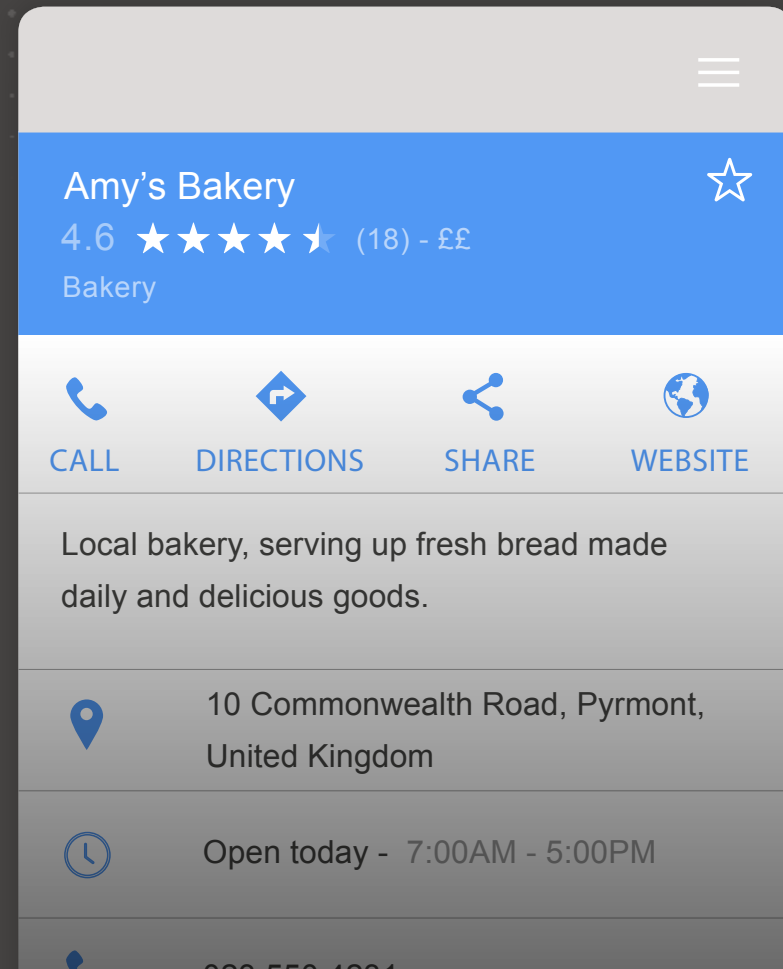 Amy’s Bakery
4.6 (18) - ££
Bakery
CALL DIRECTIONS SHARE WEBSITE
Local bakery, serving up fresh bread made
daily and delicious goods.
10 Commonwealth Road, Pyrmont,
United Kingdom
Open today - 7:00AM - 5:00PM